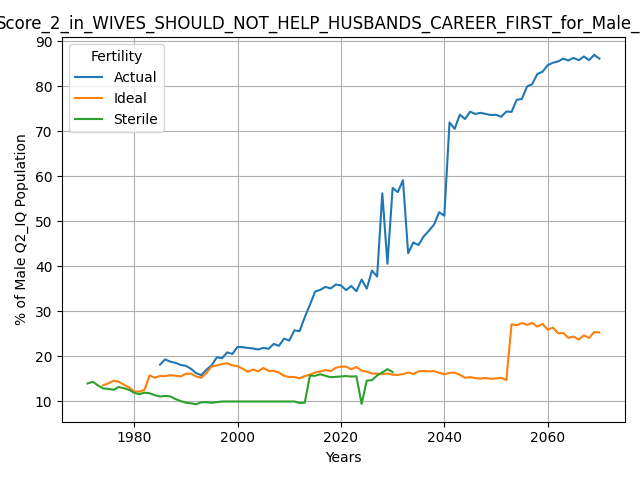 Score_2_in_WIVES_SHOULD_NOT_HELP_HUSBANDS_CAREER_FIRST_for_Male_
90
80
70
60
50
40
30
20
10
% of Male Q2_IQ Population
Fertility
Actual
Ideal
Sterile
1980
2000
2020
2040
2060
Years